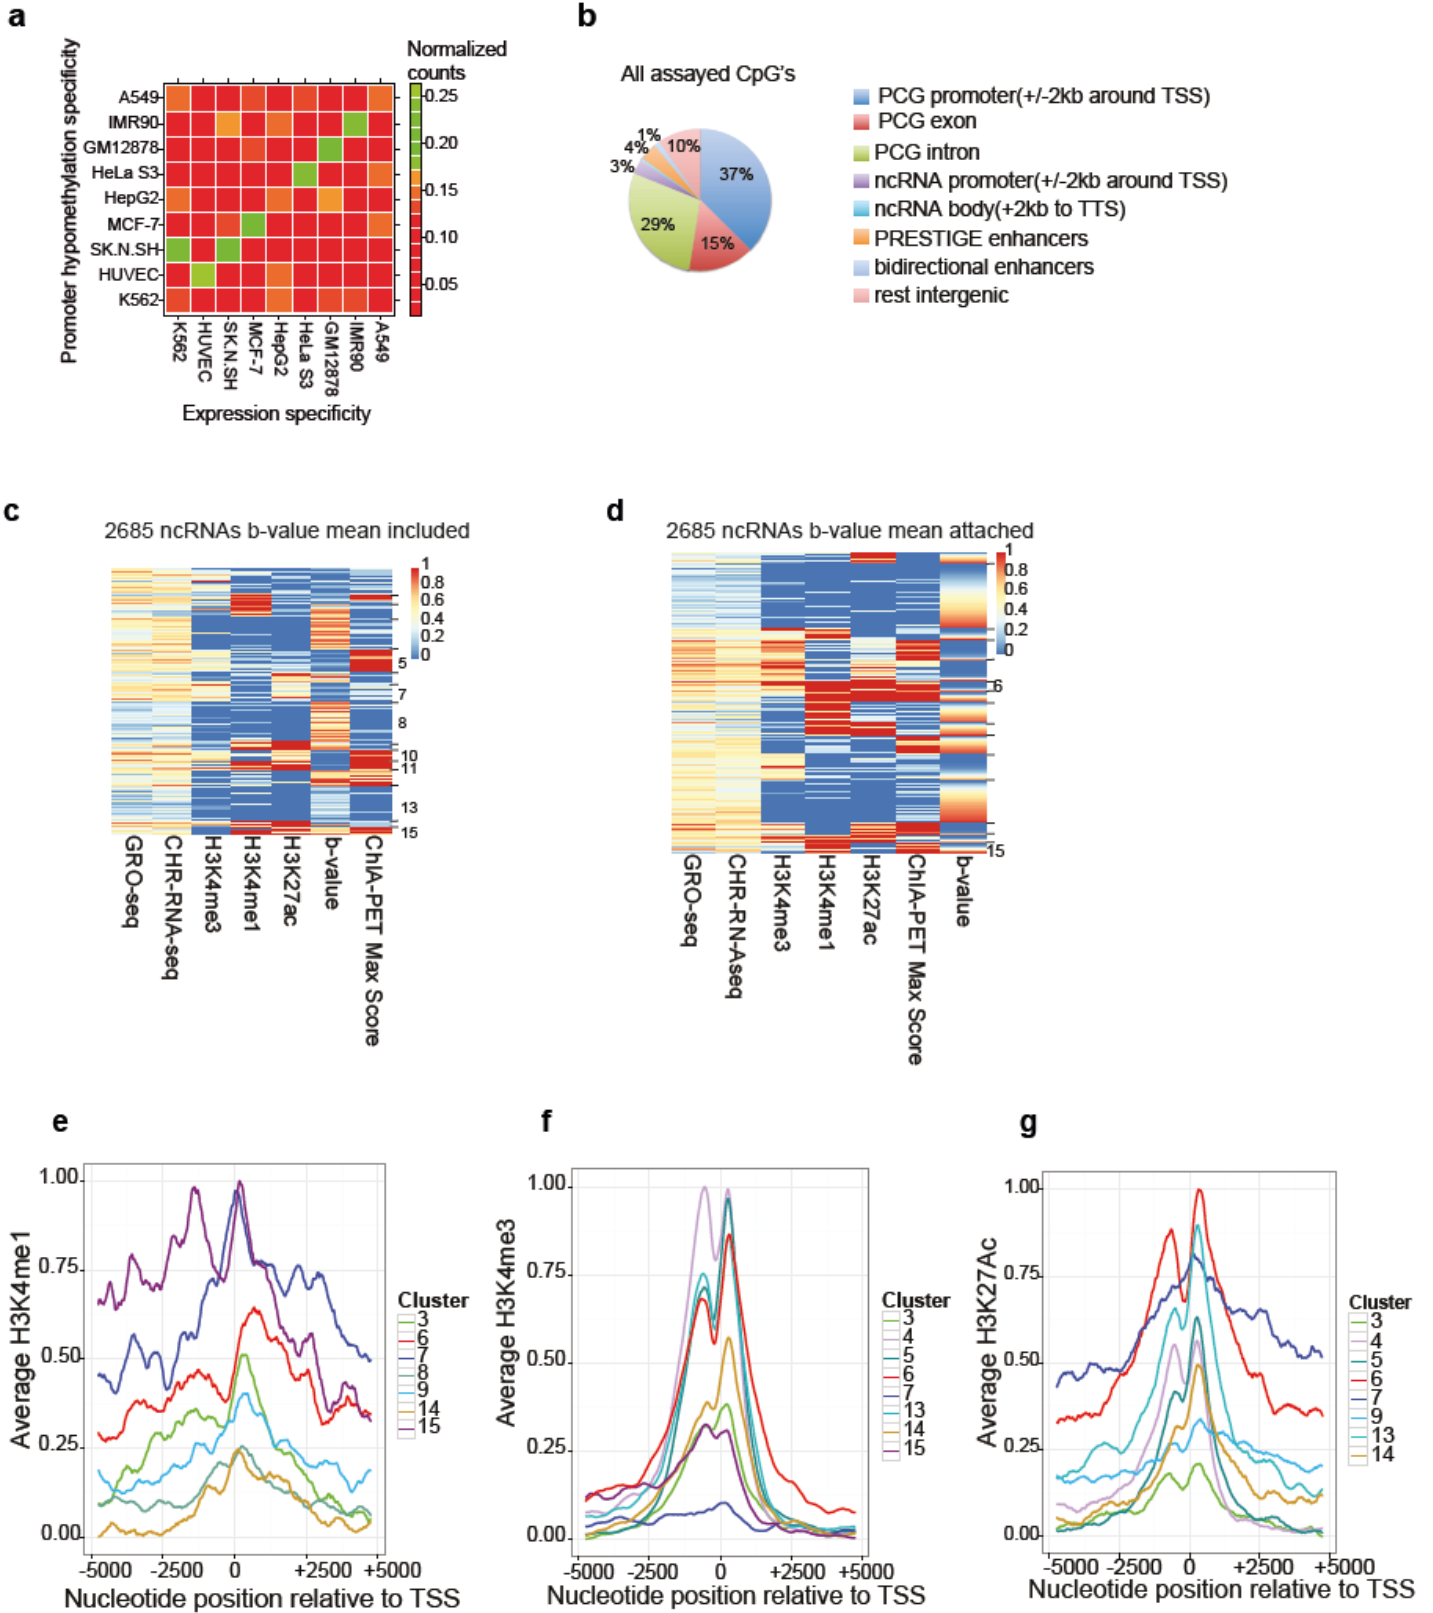 a
Normalized
counts
Promoter hypomethylation specificity
A549
IMR90
GM12878
HeLa S3
HepG2
MCF-7
SK.N.SH
HUVEC
K562
0.25
0.20
0.15
0.10
0.05
K562
HUVEC
SK.N.SH
MCF-7
HepG2
HeLa S3
GM12878
IMR90
A549
Expression specificity
b
All assayed CpG's
1%
4%
3%
10%
37%
29%
15%
PCG promoter(+/-2kb around TSS)
PCG exon
PCG intron
ncRNA promoter(+/-2kb around TSS)
ncRNA body(+2kb to TTS)
PRESTIGE enhancers
bidirectional enhancers
rest intergenic
c
2685 ncRNAs b-value mean included
1
0.8
0.6
0.4
0.2
0
5
7
8
10
11
13
15
GRO-seq
CHR-RNA-seq
H3K4me3
H3K4me1
H3K27ac
b-value
ChIA-PET Max Score
d
2685 ncRNAs b-value mean attached
1
0.8
0.6
0.4
0.2
0
6
15
GRO-seq
CHR-RN-Aseq
H3K4me3
H3K4me1
H3K27ac
ChIA-PET Max Score
b-value
e
Average H3K4me1
1.00
0.75
0.50
0.25
0.00
-5000 -2500 0 +2500 +5000
Nucleotide position relative to TSS
Cluster
3
6
7
8
9
14
15
f
Average H3K4me3
1.00
0.75
0.50
0.25
0.00
-5000 -2500 0 +2500 +5000
Nucleotide position relative to TSS
Cluster
3
4
5
6
7
13
14
15
g
Average H3K27Ac
1.00
0.75
0.50
0.25
0.00
-5000 -2500 0 +2500 +5000
Nucleotide position relative to TSS
Cluster
3
4
5
6
7
9
13
14